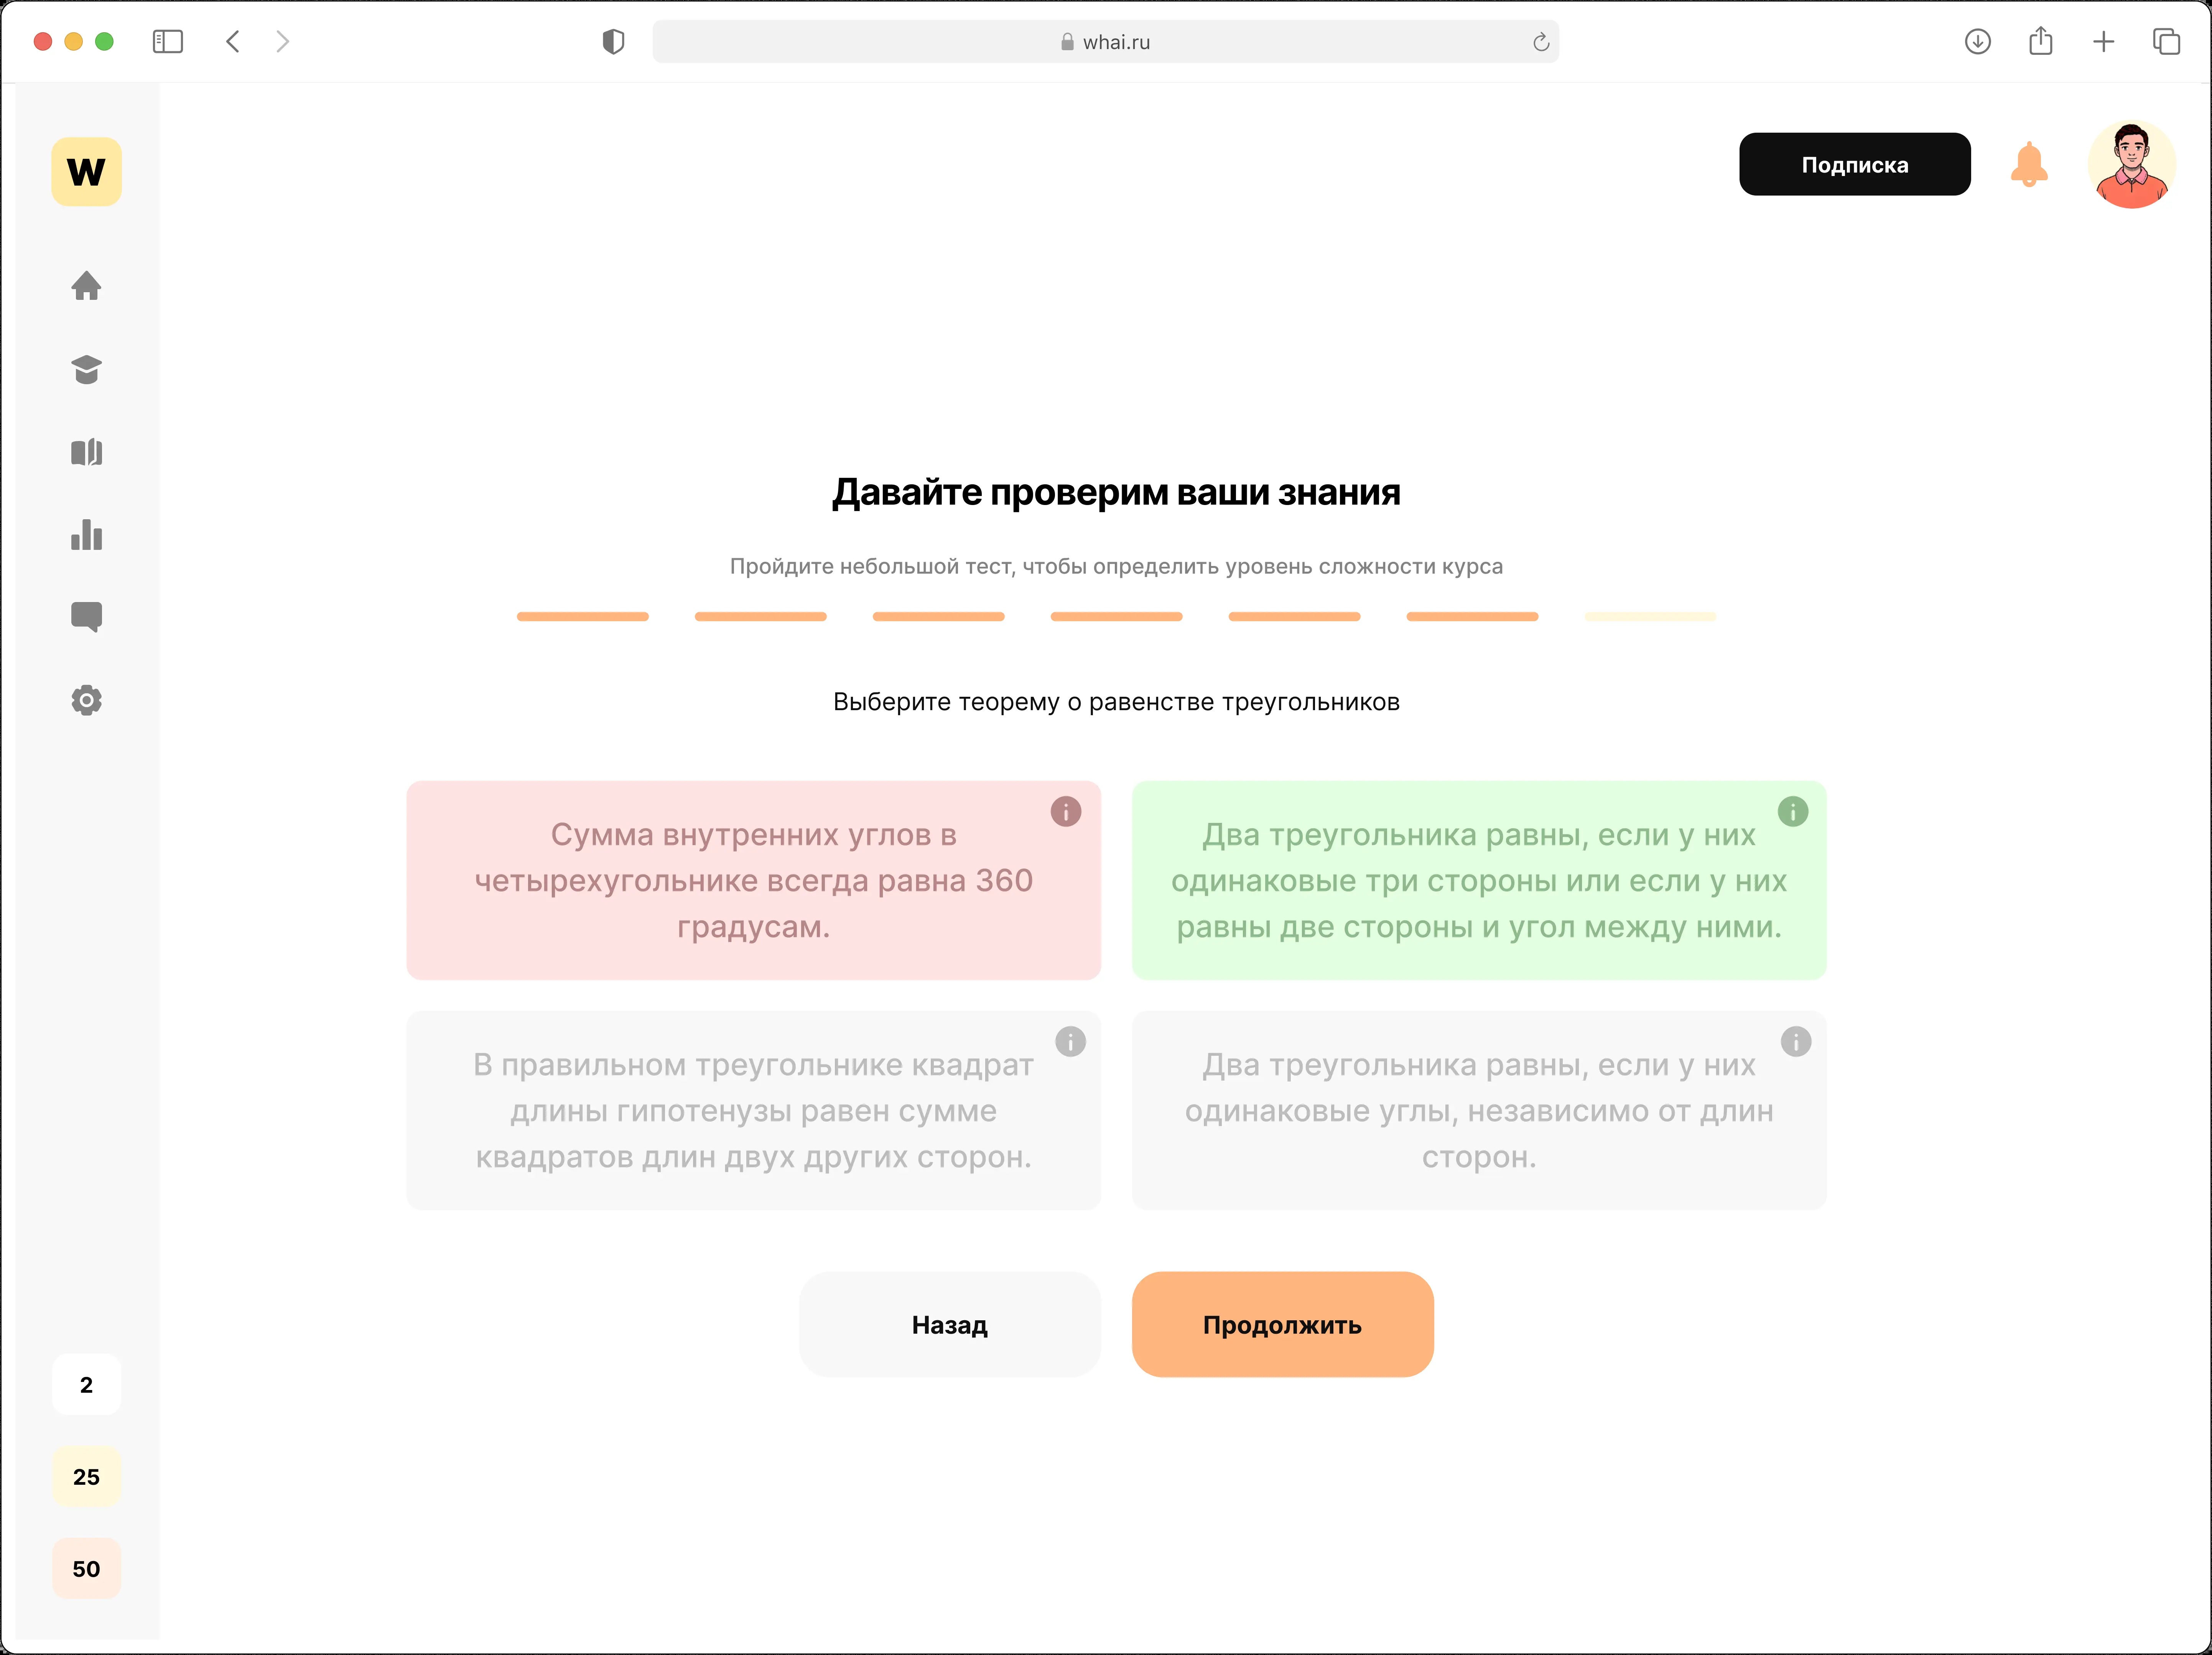 whai.ru
W
Подписка
Давайте проверим ваши знания
Пройдите небольшой тест, чтобы определить уровень сложности курса
Выберите теорему о равенстве треугольников
Сумма внутренних углов в
четырехугольнике всегда равна 360
градусам.
Два треугольника равны, если у них
одинаковые три стороны или если у них
равны две стороны и угол между ними.
В правильном треугольнике квадрат
длины гипотенузы равен сумме
квадратов длин двух других сторон.
Два треугольника равны, если у них
одинаковые углы, независимо от длин
сторон.
Назад
Продолжить
2
25
50